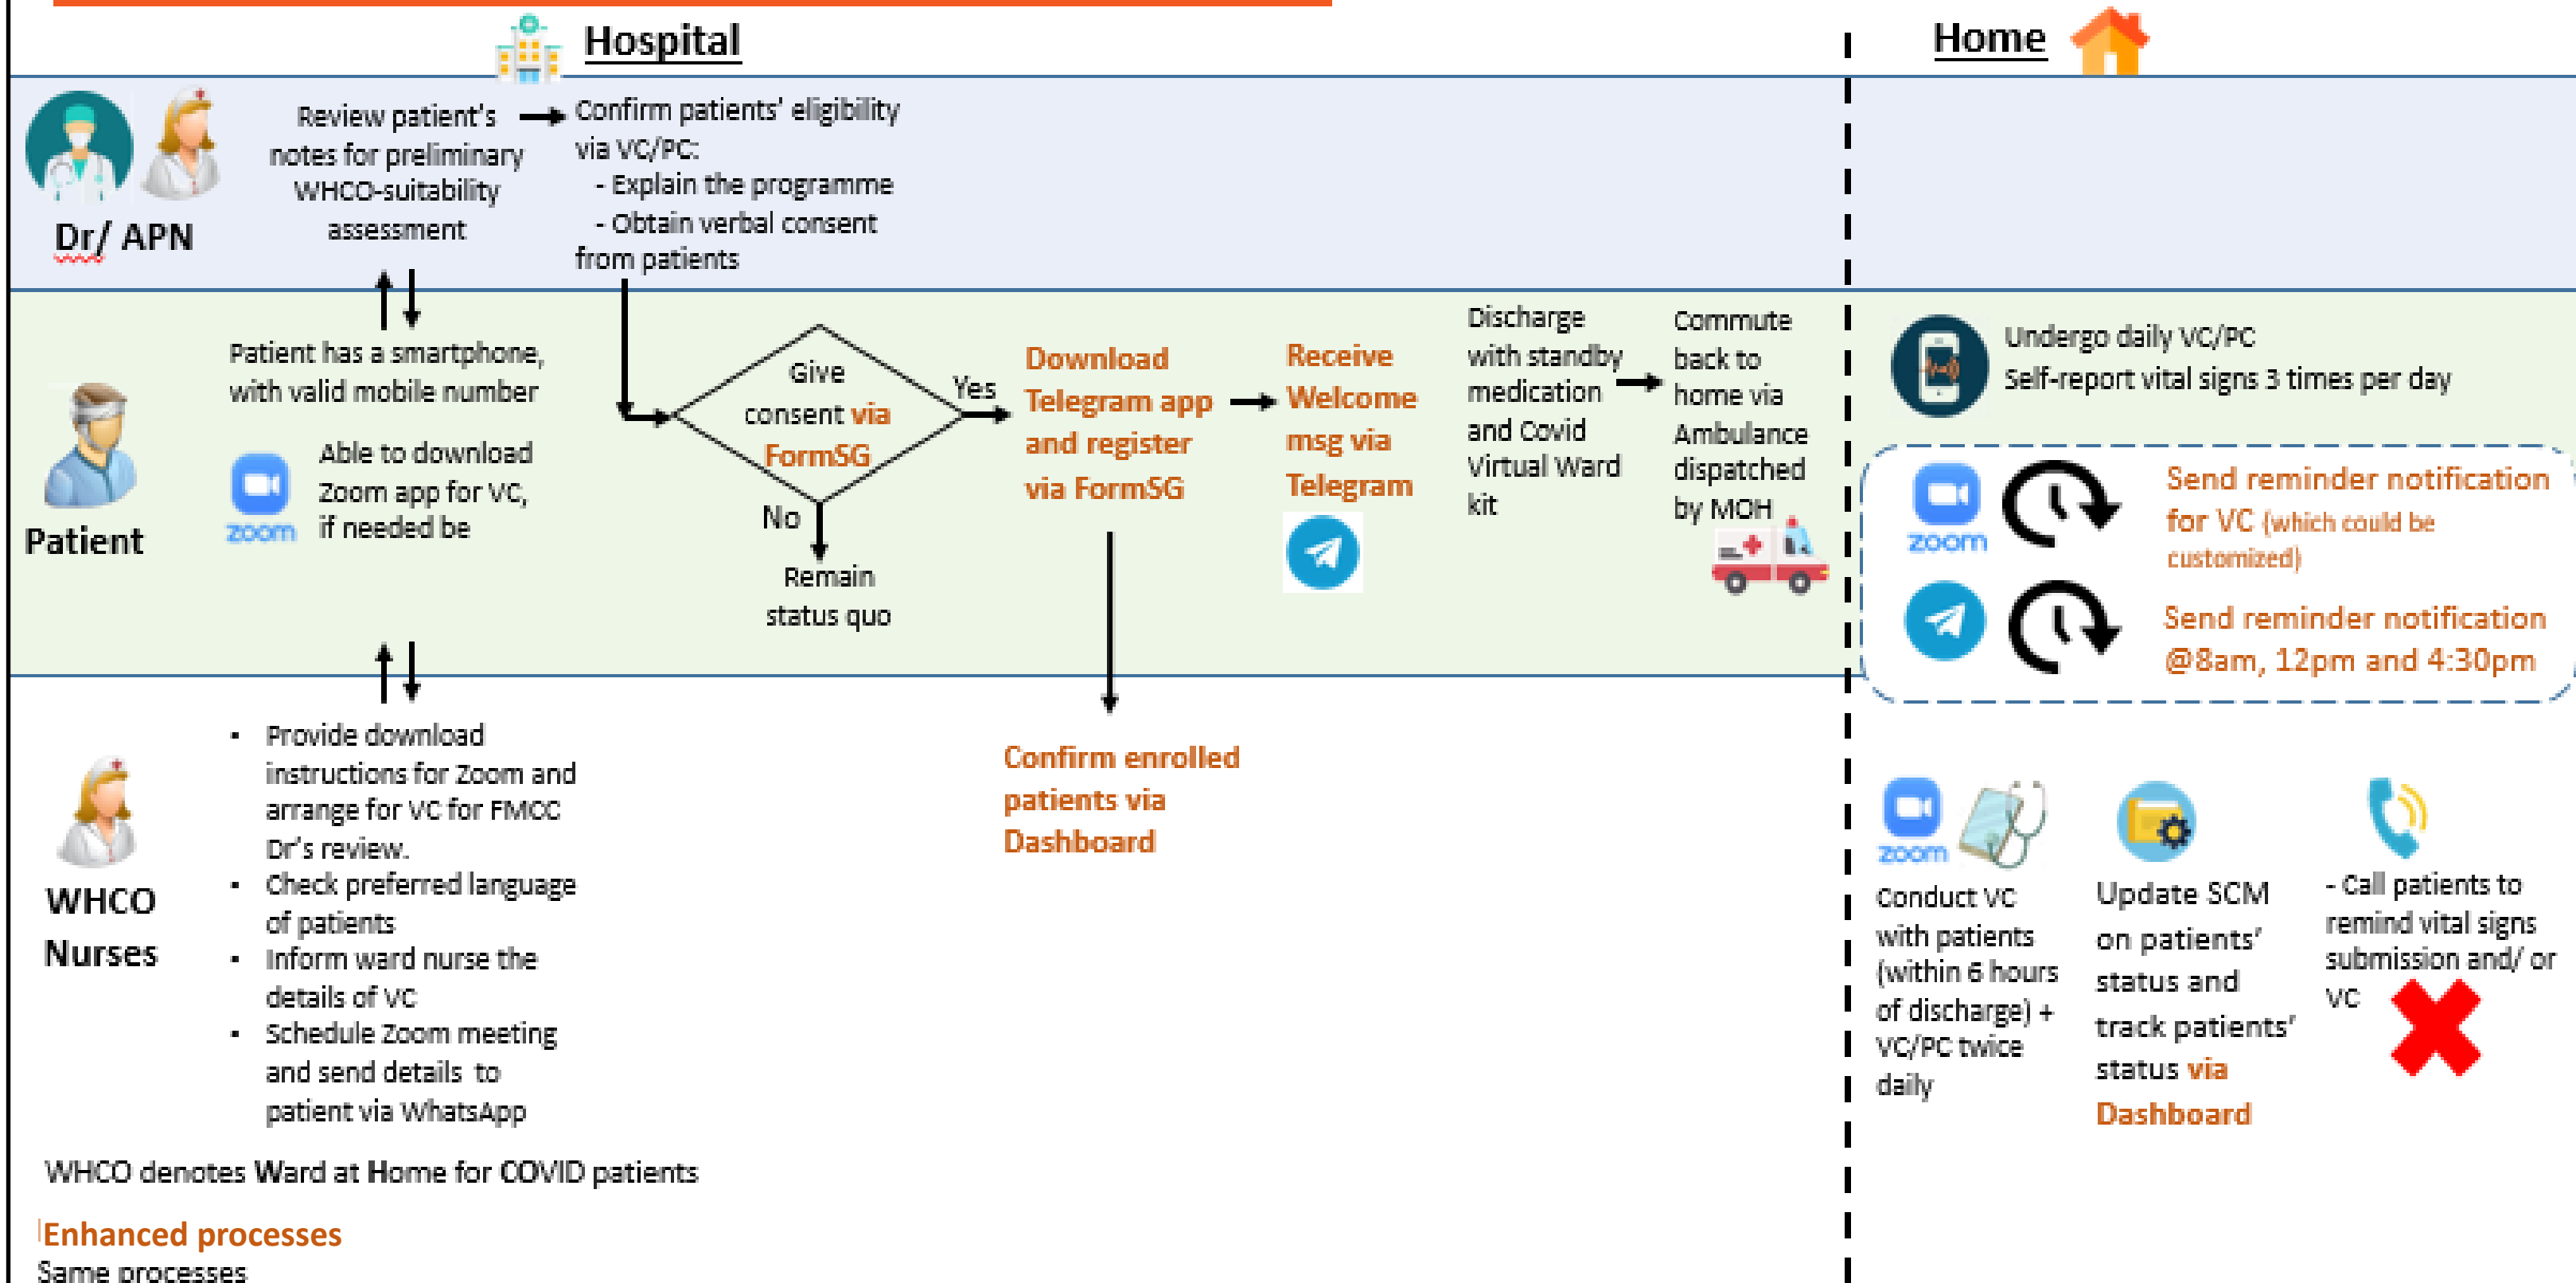 Hospital
Home
Dr/ APN
Review patient's
notes for preliminary
WHCO-suitability
assessment
Confirm patients' eligibility
via VC/PC:
- Explain the programme
- Obtain verbal consent
from patients
Patient
Patient has a smartphone,
with valid mobile number
zoom
Able to download
Zoom app for VC,
if needed be
Give
consent via
FormSG
Yes
No
Remain
status quo
Download
Telegram app
and register
via FormSG
Receive
Welcome
msg via
Telegram
Discharge
with standby
medication
and Covid
Virtual Ward
kit
Commute
back to
home via
Ambulance
dispatched
by MOH
Undergo daily VC/PC
Self-report vital signs 3 times per day
zoom
Send reminder notification
for VC (which could be
customized)
Send reminder notification
@8am, 12pm and 4:30pm
WHCO
Nurses
▪ Provide download
instructions for Zoom and
arrange for VC for FMCC
Dr's review.
▪ Check preferred language
of patients
▪ Inform ward nurse the
details of VC
▪ Schedule Zoom meeting
and send details to
patient via WhatsApp
Confirm enrolled
patients via
Dashboard
zoom
Conduct VC
with patients
(within 6 hours
of discharge) +
VC/PC twice
daily
Update SCM
on patients'
status and
track patients'
status via
Dashboard
- Call patients to
remind vital signs
submission and/ or
VC
WHCO denotes Ward at Home for COVID patients
Enhanced processes
Same processes